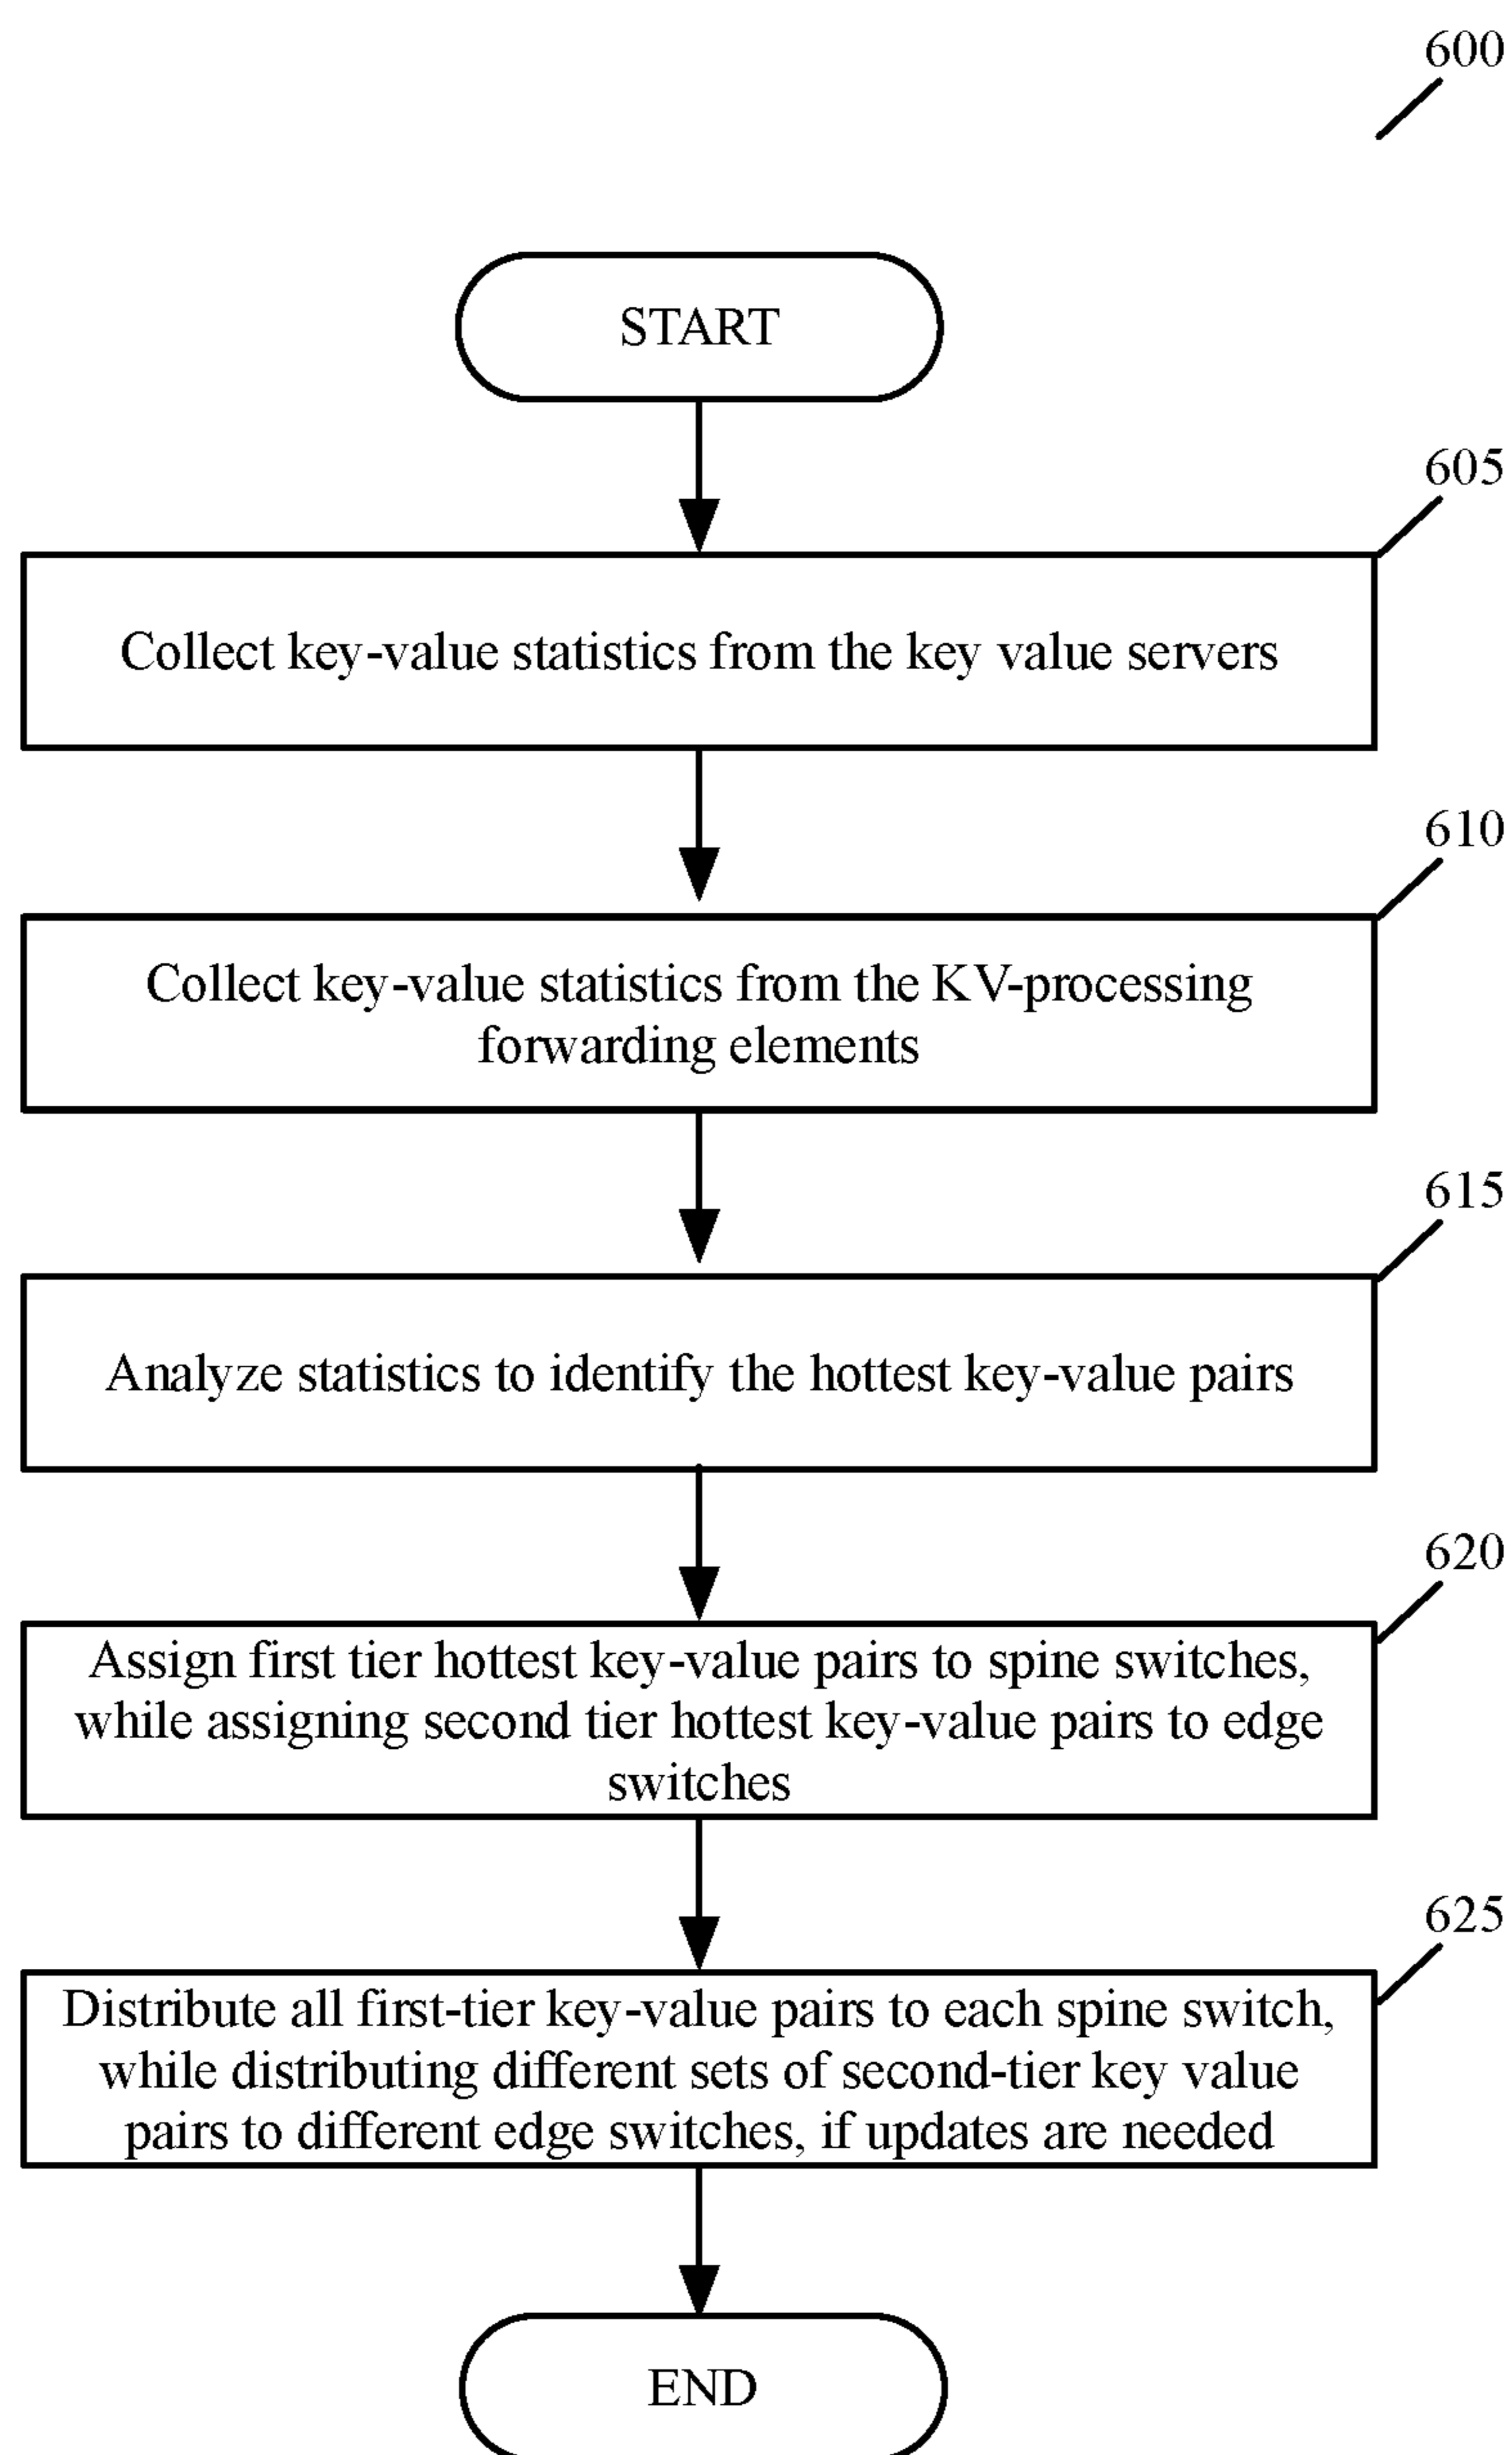 600
START
605
Collect key-value statistics from the key value servers
610
Collect key-value statistics from the KV-processing
forwarding elements
615
Analyze statistics to identify the hottest key-value pairs
620
Assign first tier hottest key-value pairs to spine switches,
while assigning second tier hottest key-value pairs to edge
switches
625
Distribute all first-tier key-value pairs to each spine switch,
while distributing different sets of second-tier key value
pairs to different edge switches, if updates are needed
END